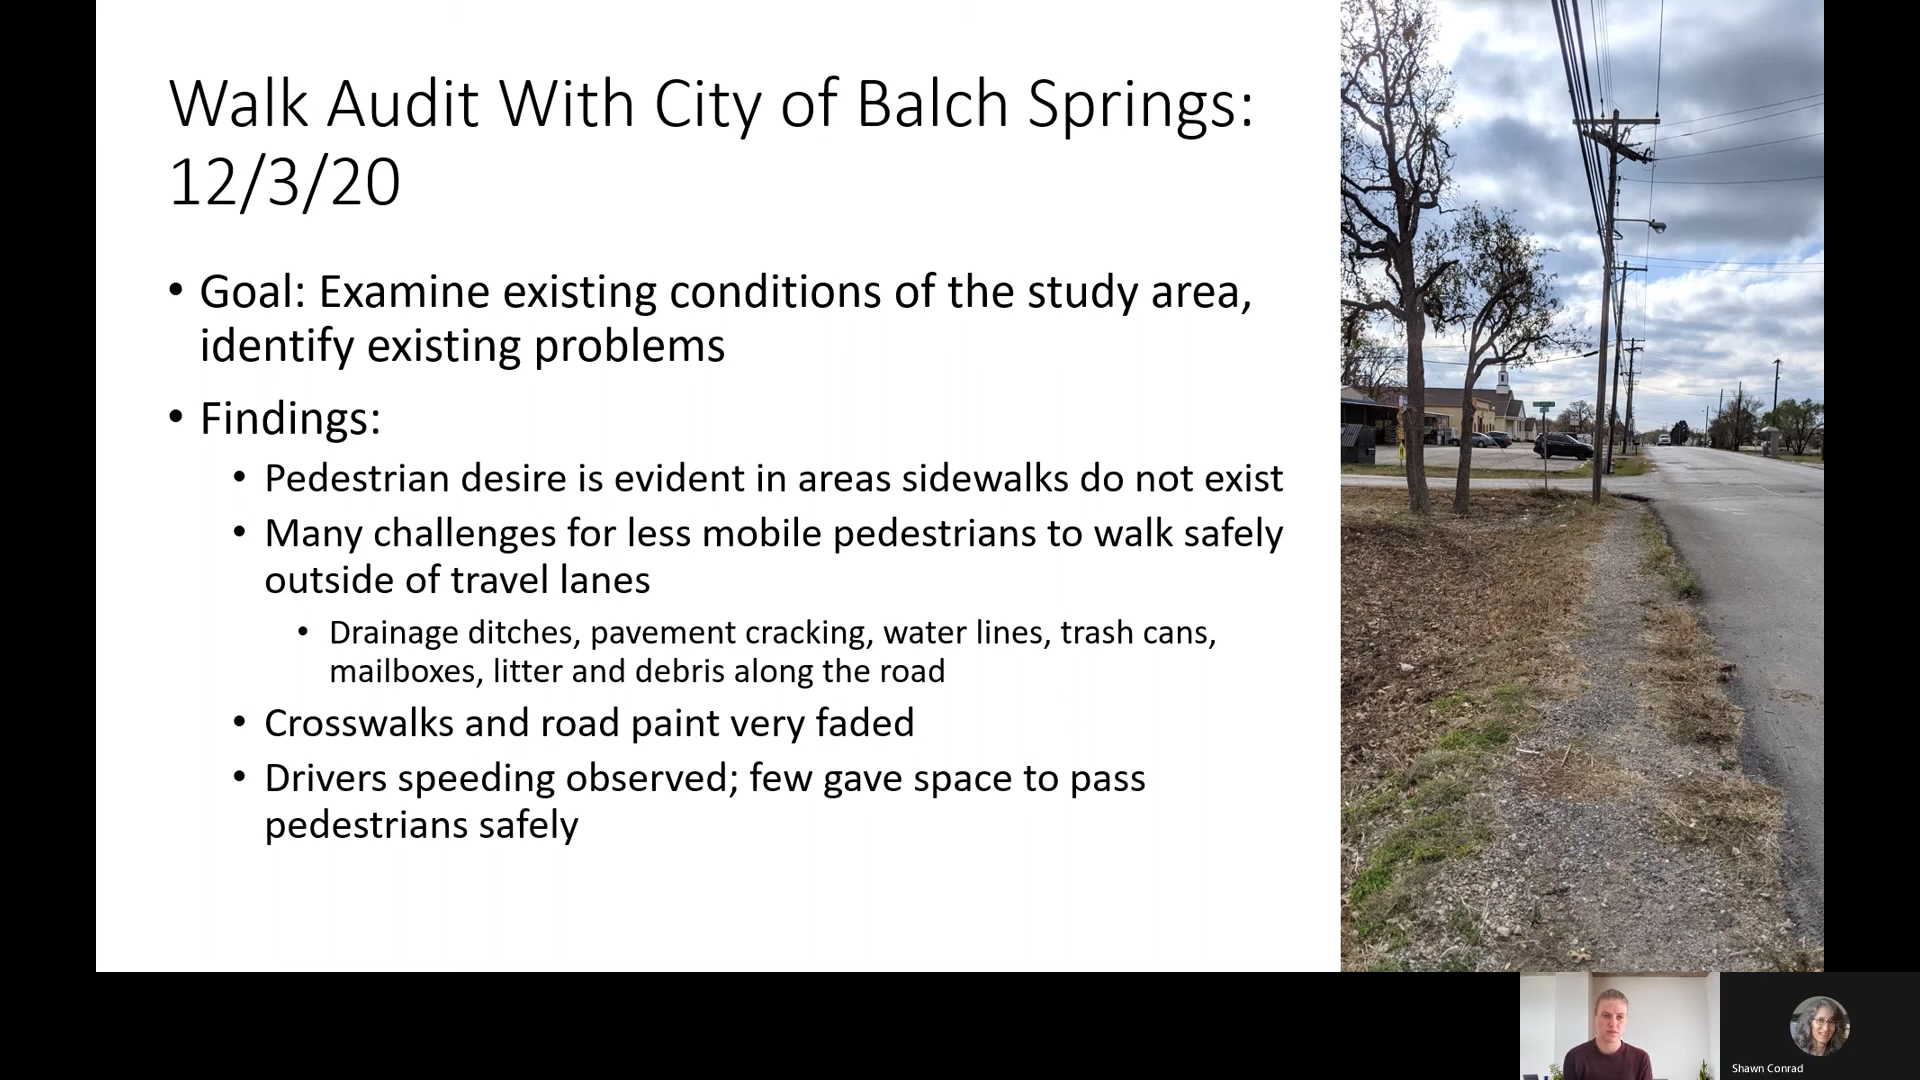 Walk Audit With City of Balch Springs:
12/3/20
• Goal: Examine existing conditions of the study area,
identify existing problems
• Findings:
• Pedestrian desire is evident in areas sidewalks do not exist
• Many challenges for less mobile pedestrians to walk safely
outside of travel lanes
• Drainage ditches, pavement cracking, water lines, trash cans,
mailboxes, litter and debris along the road
• Crosswalks and road paint very faded
• Drivers speeding observed; few gave space to pass
pedestrians safely
Shawn Conrad